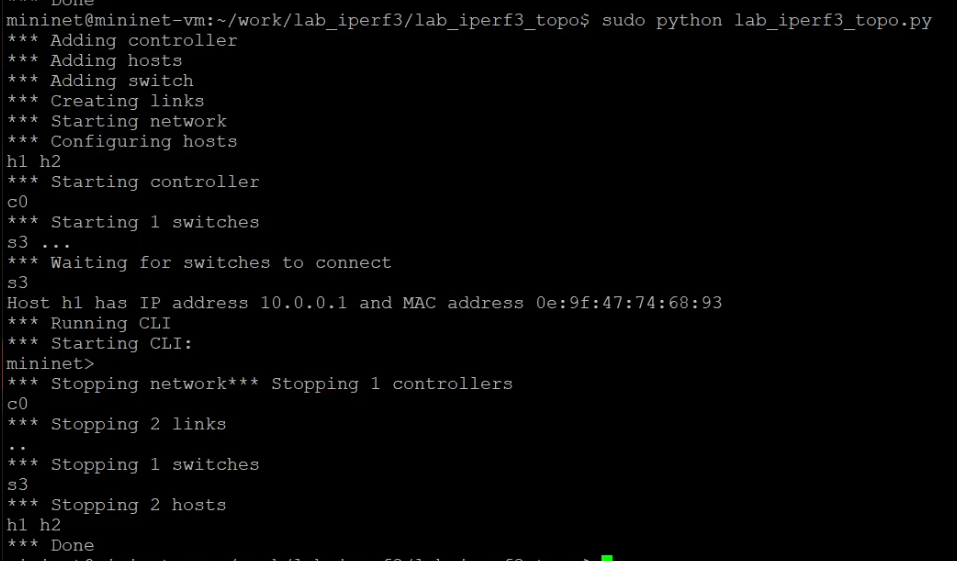 *** Done
mininet@mininet-vm:~/work/lab_iperf3/lab_iperf3_topo$ sudo python lab_iperf3_topo.py
*** Adding controller
*** Adding hosts
*** Adding switch
*** Creating links
*** Starting network
*** Configuring hosts
h1 h2
*** Starting controller
c0
*** Starting 1 switches
s3 ...
*** Waiting for switches to connect
s3
Host h1 has IP address 10.0.0.1 and MAC address 0e:9f:47:74:68:93
*** Running CLI
*** Starting CLI:
mininet>
*** Stopping network*** Stopping 1 controllers
c0
*** Stopping 2 links
..
*** Stopping 1 switches
s3
*** Stopping 2 hosts
h1 h2
*** Done